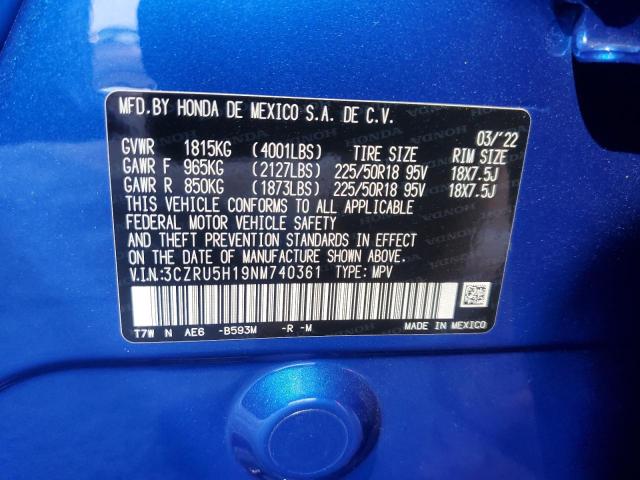 MFD. BY HONDA DE MEXICO S.A. DE C.V.
03/'22
GVWR 1815KG (4001LBS) TIRE SIZE RIM SIZE
GAWR F 965KG (2127LBS) 225/50R18 95V 18X7.5J
GAWR R 850KG (1873LBS) 225/50R18 95V 18X7.5J
THIS VEHICLE CONFORMS TO ALL APPLICABLE
FEDERAL MOTOR VEHICLE SAFETY
AND THEFT PREVENTION STANDARDS IN EFFECT
ON THE DATE OF MANUFACTURE SHOWN ABOVE.
V.I.N:3CZRU5H19NM740361 TYPE: MPV
T7W N AE6 -B593M -R -M MADE IN MEXICO